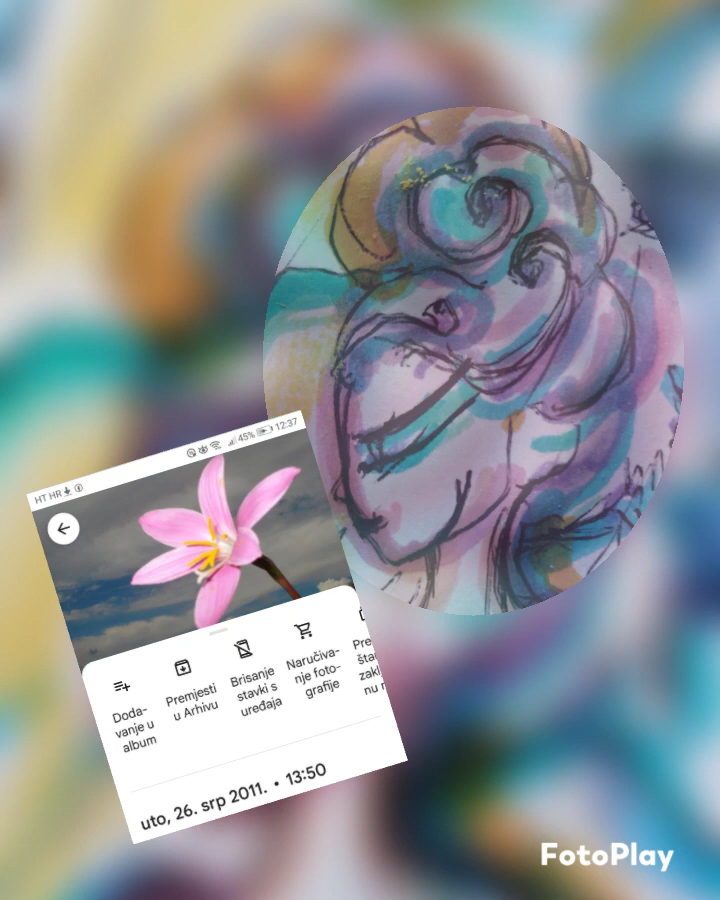 HT HR 45% 12:37
Doda-
vanje u
album
Premjesti
u Arhivu
Brisanje
stavki s
uređaja
Naručiva-
nje foto-
grafije
uto, 26. srp 2011. • 13:50
FotoPlay